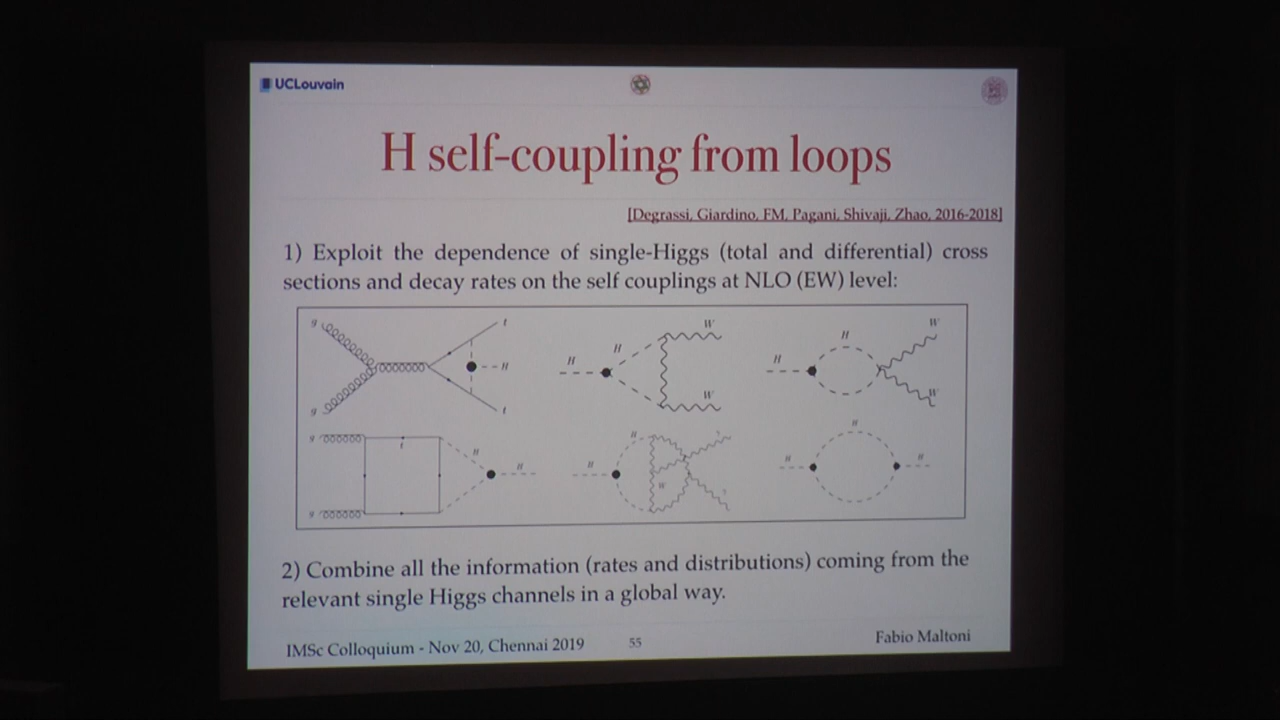 UCLouvain
H self-coupling from loops
[Degrassi, Giardino, FM, Pagani, Shivaji, Zhao, 2016-2018]
1) Exploit the dependence of single-Higgs (total and differential) cross
sections and decay rates on the self couplings at NLO (EW) level:
g t H W H W
H H H
g t W W
g t H H H H
H H W H H
g γ
2) Combine all the information (rates and distributions) coming from the
relevant single Higgs channels in a global way.
IMSc Colloquium - Nov 20, Chennai 2019 55 Fabio Maltoni